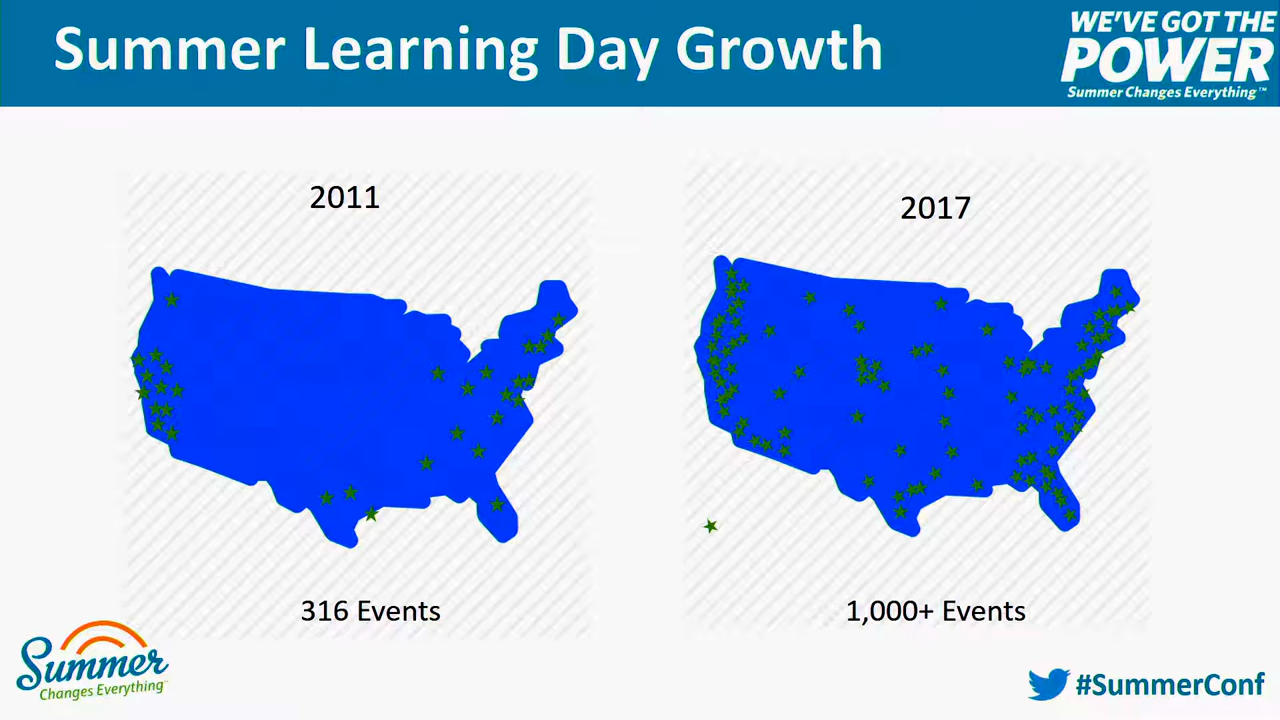 Summer Learning Day Growth
WE'VE GOT THE
POWER
Summer Changes Everything™
2011
2017
316 Events
1,000+ Events
Summer
Changes Everything™
#SummerConf